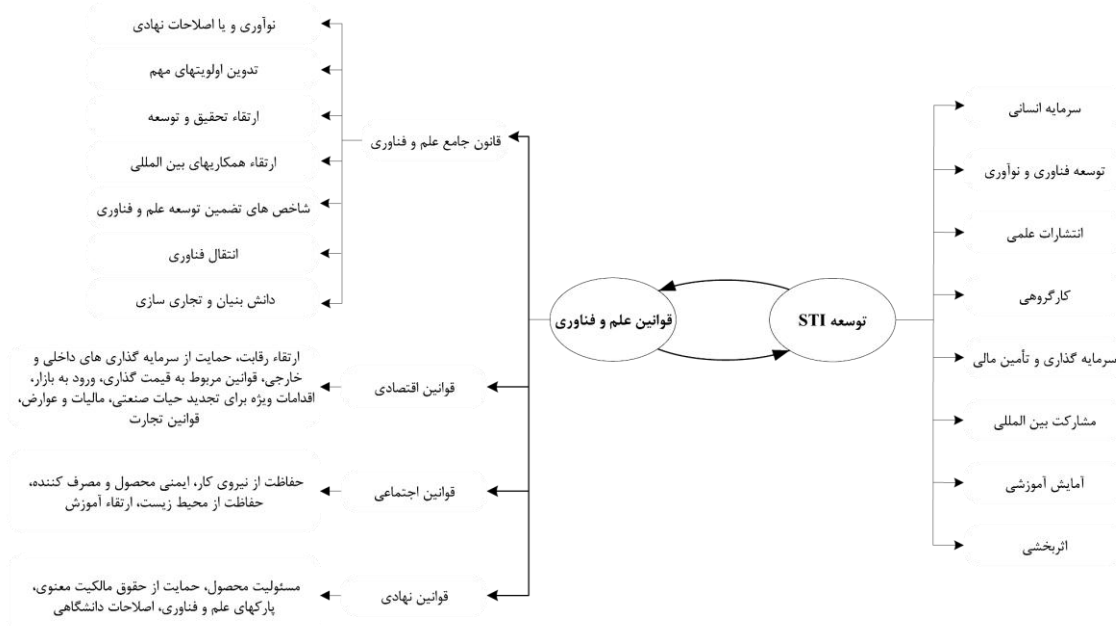 سرمایه انسانی
توسعه فناوری و نوآوری
انتشارات علمی
کارگروهی
سرمایه گذاری و تأمین مالی
مشارکت بین المللی
آمایش آموزشی
اثربخشی
توسعه STI
قوانین علم و فناوری
قانون جامع علم و فناوری
نوآوری و یا اصلاحات نهادی
تدوین اولویتهای مهم
ارتقاء تحقیق و توسعه
ارتقاء همکاریهای بین المللی
شاخص های تضمین توسعه علم و فناوری
انتقال فناوری
دانش بنیان و تجاری سازی
قوانین اقتصادی
ارتقاء رقابت، حمایت از سرمایه گذاری های داخلی و
خارجی، قوانین مربوط به قیمت گذاری، ورود به بازار،
اقدامات ویژه برای تجدید حیات صنعتی، مالیات و عوارض،
قوانین تجارت
قوانین اجتماعی
حفاظت از نیروی کار، ایمنی محصول و مصرف کننده،
حفاظت از محیط زیست، ارتقاء آموزش
قوانین نهادی
مسئولیت محصول، حمایت از حقوق مالکیت معنوی،
پارکهای علم و فناوری، اصلاحات دانشگاهی